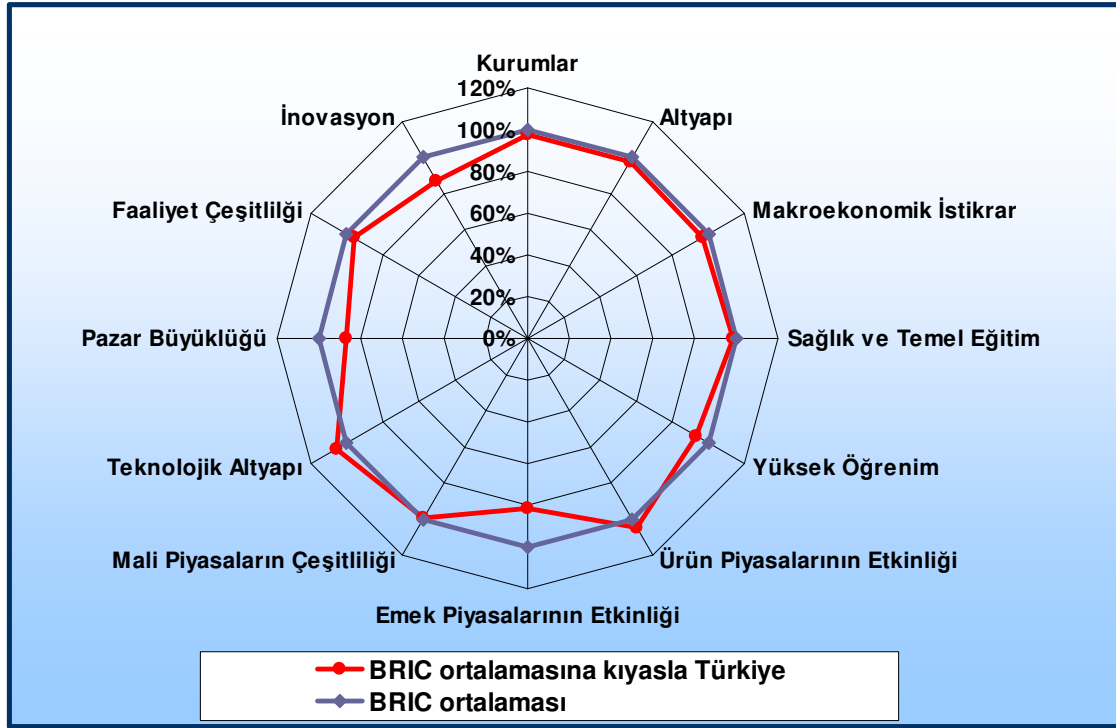 Kurumlar
120%
100%
80%
60%
40%
20%
0%
Altyapı
Makroekonomik İstikrar
Sağlık ve Temel Eğitim
Yüksek Öğrenim
Ürün Piyasalarının Etkinliği
Emek Piyasalarının Etkinliği
Mali Piyasaların Çeşitliliği
Teknolojik Altyapı
Pazar Büyüklüğü
Faaliyet Çeşitlilği
İnovasyon
BRIC ortalamasına kıyasla Türkiye
BRIC ortalaması